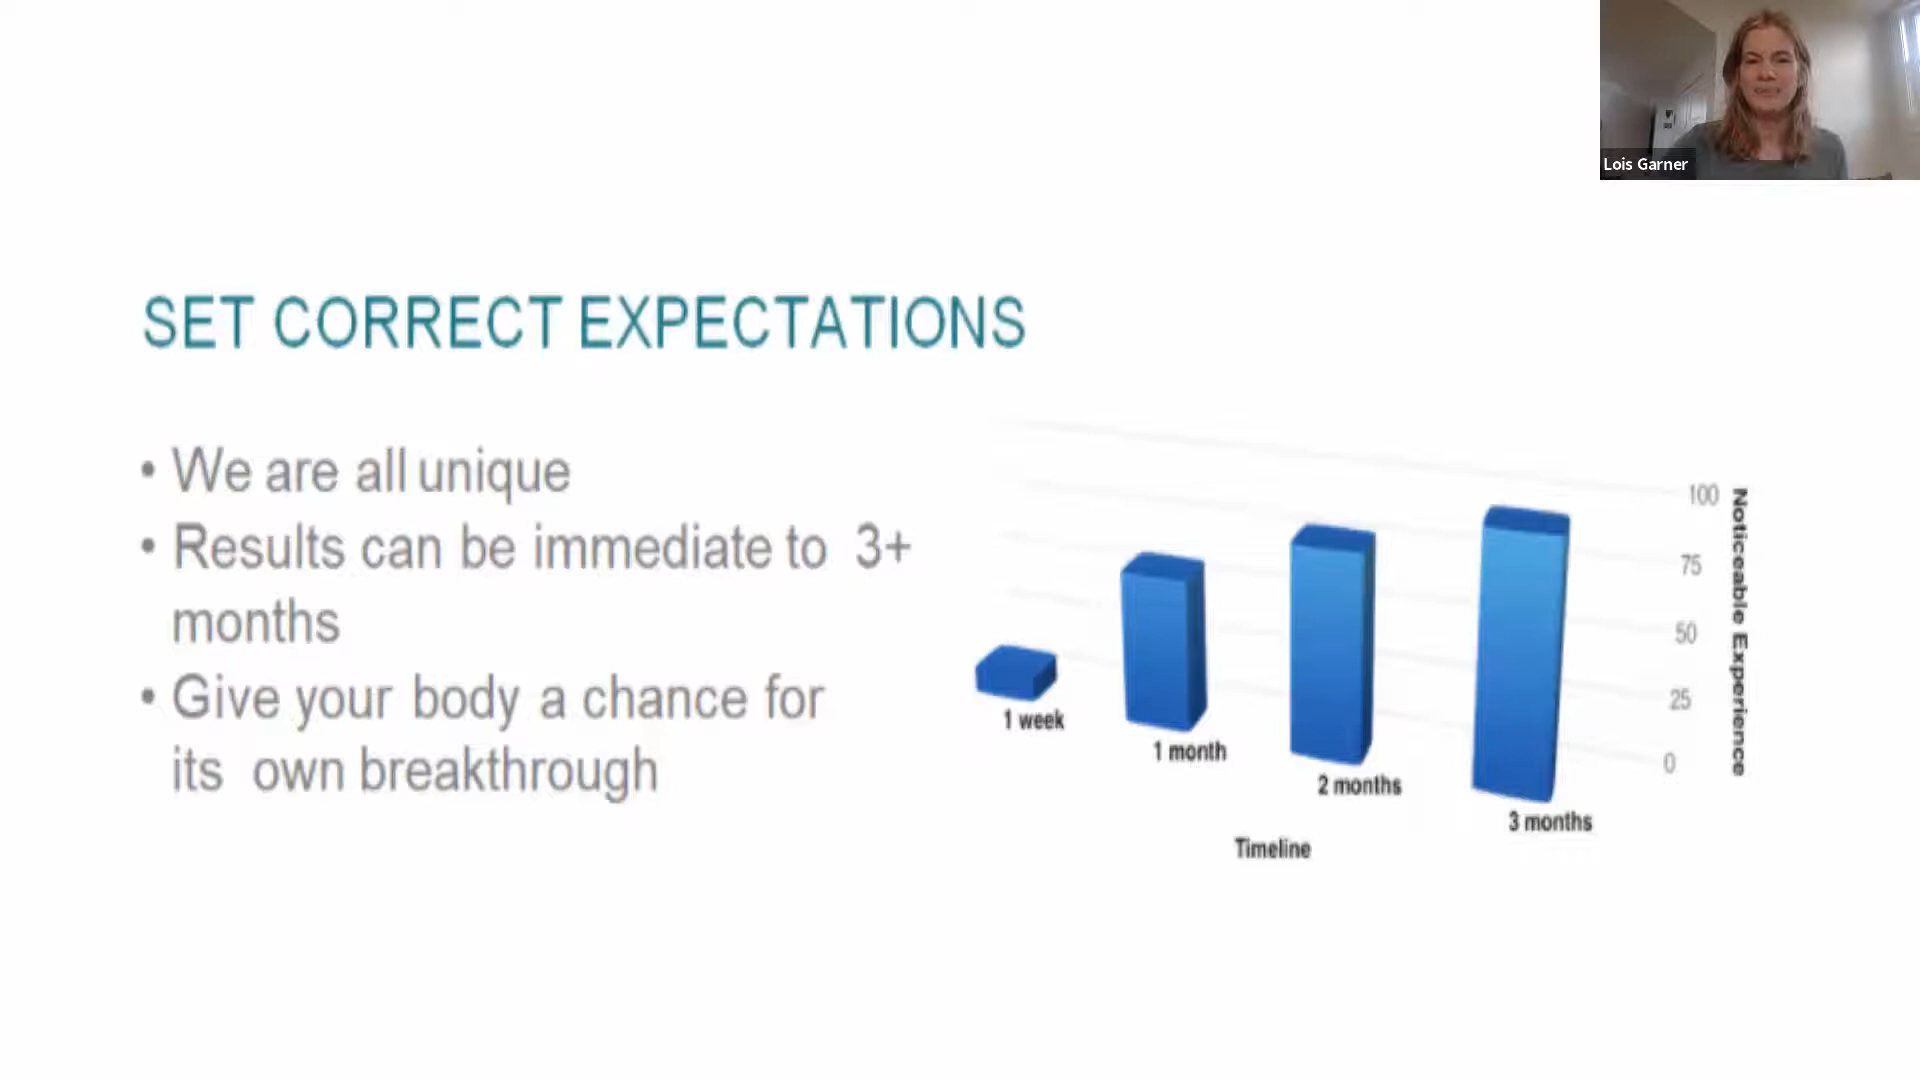 Lois Garner
SET CORRECT EXPECTATIONS
• We are all unique
• Results can be immediate to 3+
months
• Give your body a chance for
its own breakthrough
100
75
50
25
0
Noticeable Experience
1 week
1 month
2 months
3 months
Timeline